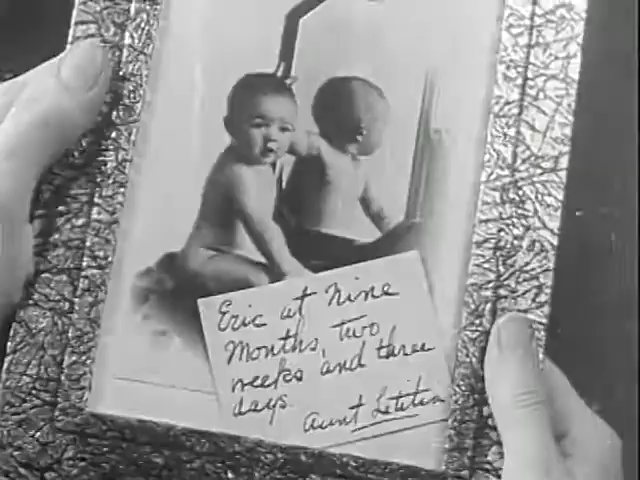 Eric at Nine
Months, two
weeks and three
days.
Aunt Letitia